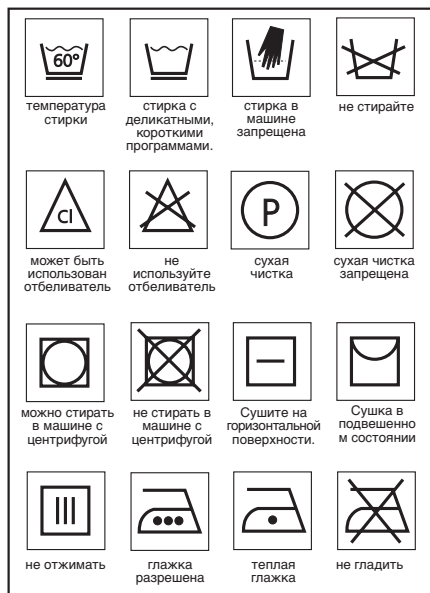 60°
температура
стирки
стирка с
деликатными,
короткими
программами.
стирка в
машине
запрещена
не стирайте
Cl
может быть
использован
отбеливатель
не
используйте
отбеливатель
P
сухая
чистка
сухая чистка
запрещена
можно стирать
в машине с
центрифугой
не стирать в
машине с
центрифугой
Сушите на
горизонтальной
поверхности.
Сушка в
подвешенно
м состоянии
не отжимать
глажка
разрешена
теплая
глажка
не гладить